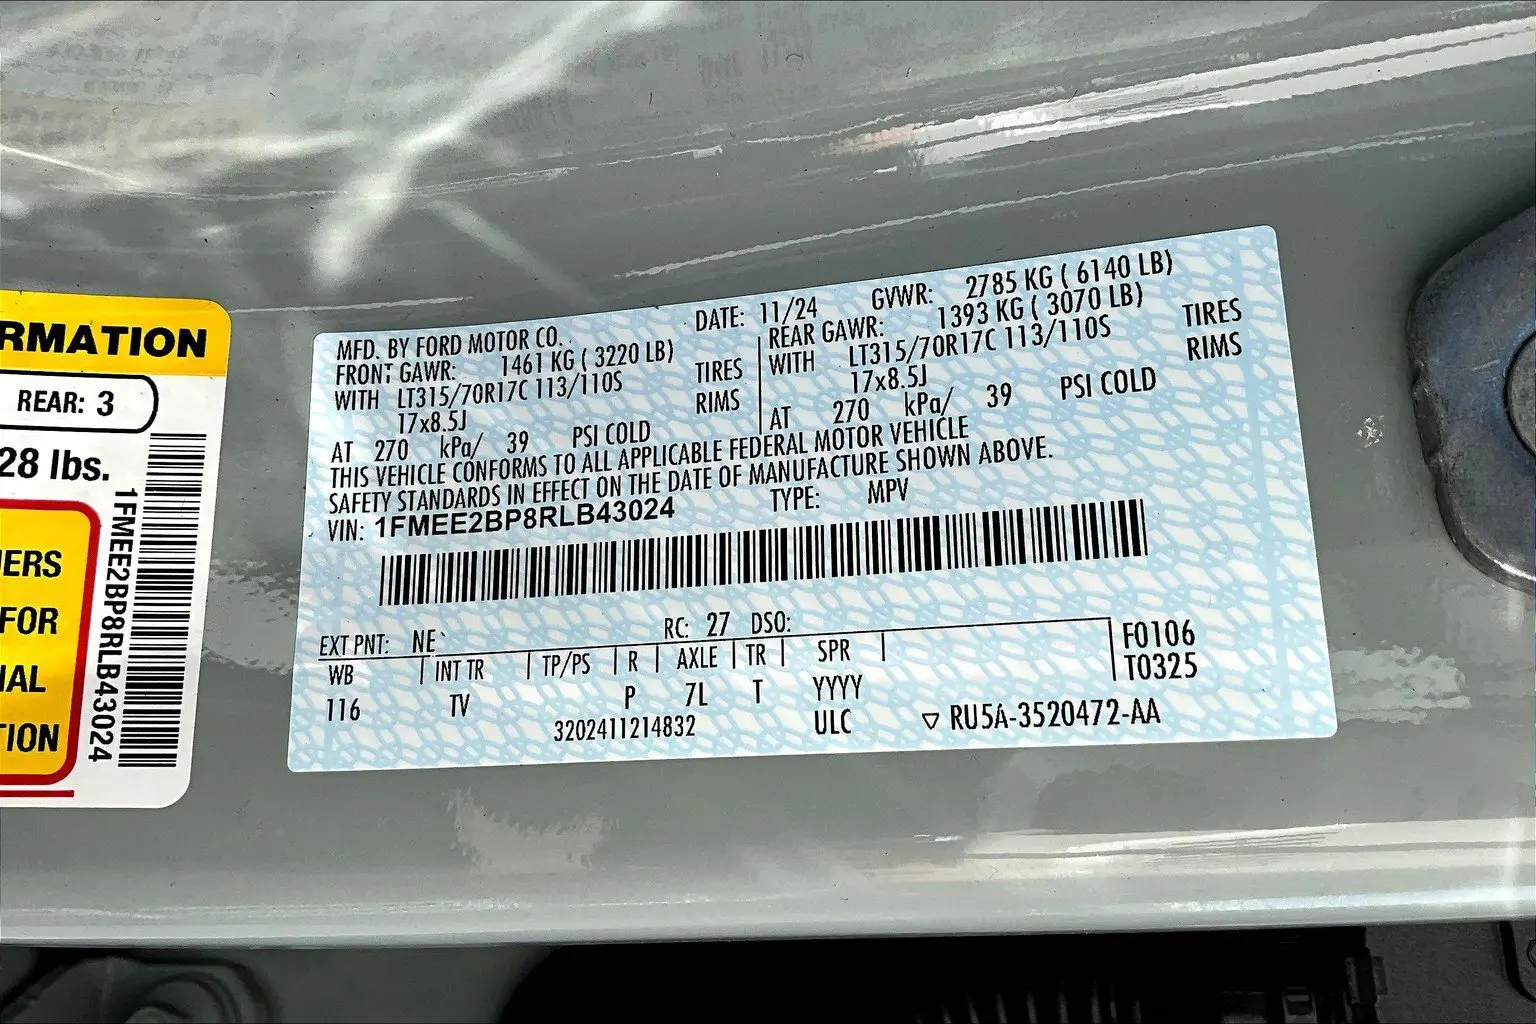 RMATION
REAR: 3
28 lbs.
IERS
FOR
IAL
TION
1FMEE2BP8RLB43024
MFD. BY FORD MOTOR CO.
DATE: 11/24
GVWR: 2785 KG ( 6140 LB)
FRONT GAWR: 1461 KG ( 3220 LB)
WITH LT315/70R17C 113/110S TIRES
17x8.5J RIMS
AT 270 kPa/ 39 PSI COLD
REAR GAWR: 1393 KG ( 3070 LB)
WITH LT315/70R17C 113/110S TIRES
17x8.5J RIMS
AT 270 kPa/ 39 PSI COLD
THIS VEHICLE CONFORMS TO ALL APPLICABLE FEDERAL MOTOR VEHICLE
SAFETY STANDARDS IN EFFECT ON THE DATE OF MANUFACTURE SHOWN ABOVE.
VIN: 1FMEE2BP8RLB43024 TYPE: MPV
EXT PNT: NE RC: 27 DSO:
WB INT TR TP/PS R AXLE TR SPR F0106
116 TV P 7L T YYYY T0325
3202411214832 ULC ▽ RU5A-3520472-AA